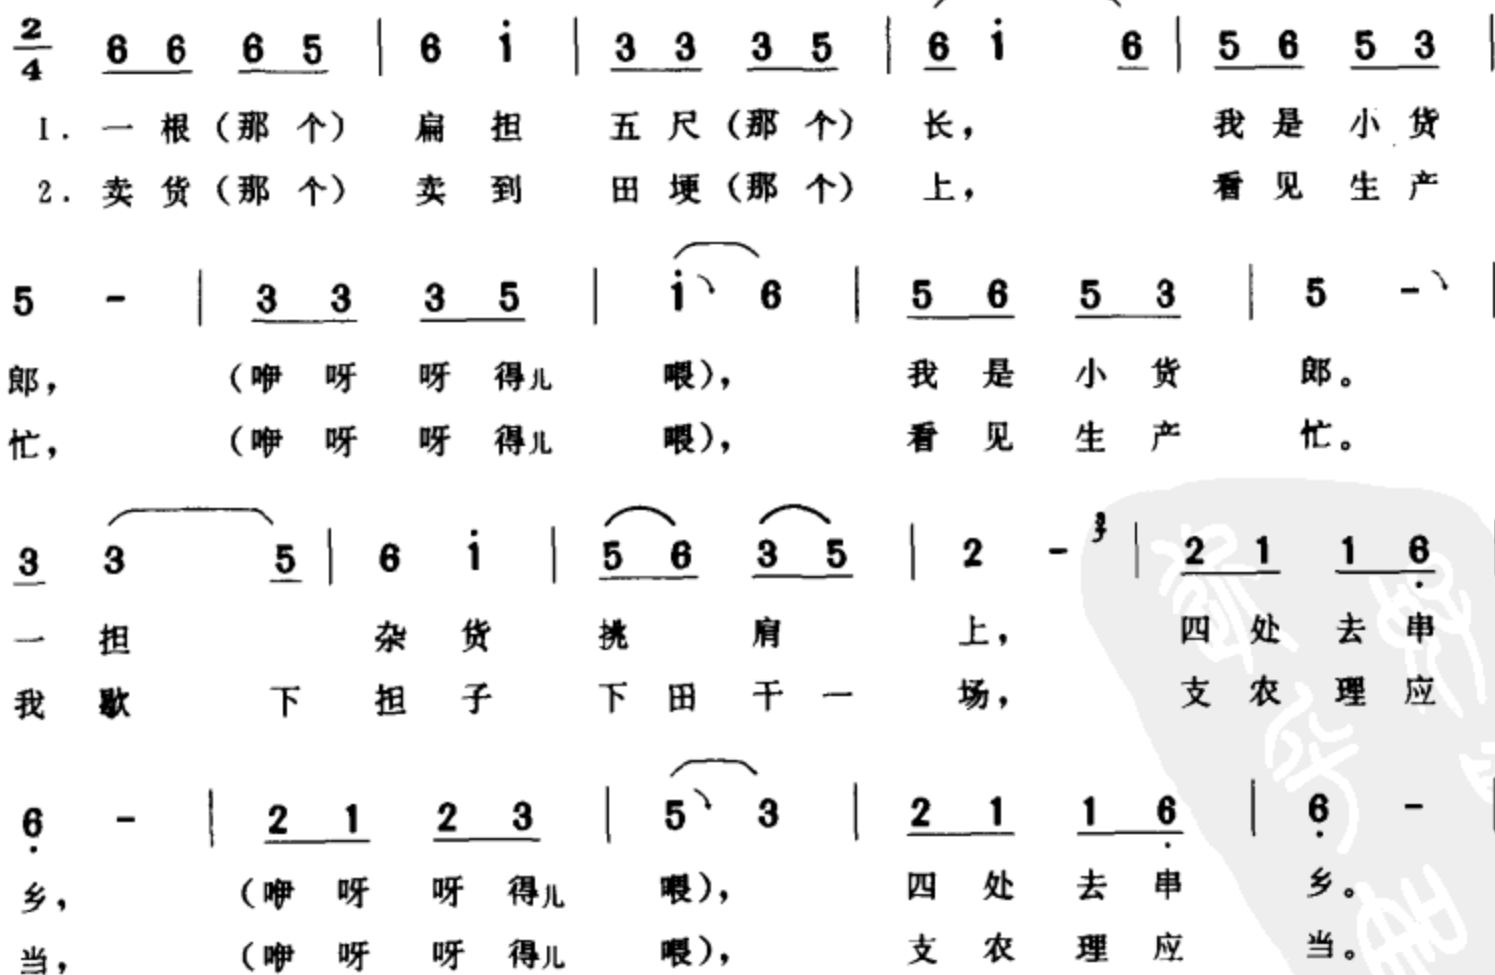 2/4 6 6 6 5 | 6 i | 3 3 3 5 | 6 i 6 | 5 6 5 3 |
1. 一 根 (那 个) 扁 担 五 尺 (那 个) 长， 我 是 小 货
2. 卖 货 (那 个) 卖 到 田 埂 (那 个) 上， 看 见 生 产
5 - | 3 3 3 5 | i 6 | 5 6 5 3 | 5 - |
郎， (咿 呀 呀 得儿 喂)， 我 是 小 货 郎。
忙， (咿 呀 呀 得儿 喂)， 看 见 生 产 忙。
3 3 5 | 6 i | 5 6 3 5 | 2 - 3 | 2 1 1 6 |
一 担 杂 货 挑 肩 上， 四 处 去 串
我 歇 下 担 子 下 田 干 一 场， 支 农 理 应
6 - | 2 1 2 3 | 5 3 | 2 1 1 6 | 6 - |
乡， (咿 呀 呀 得儿 喂)， 四 处 去 串 乡。
当， (咿 呀 呀 得儿 喂)， 支 农 理 应 当。